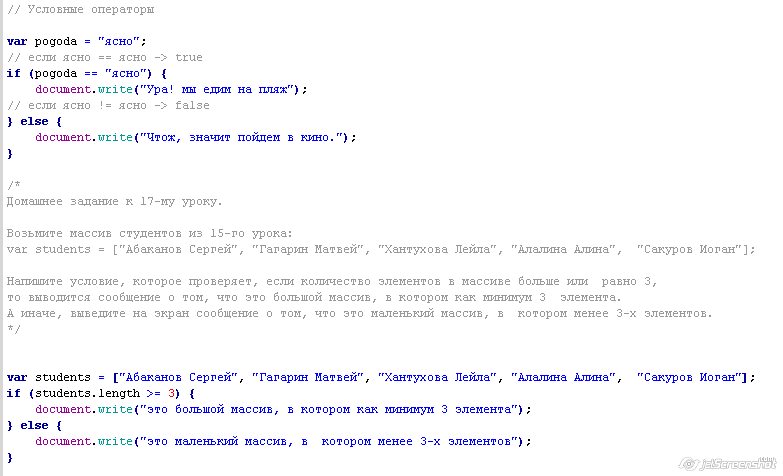 // Условные операторы
var pogoda = "ясно";
// если ясно == ясно -> true
if (pogoda == "ясно") {
    document.write("Ура! мы едим на пляж");
// если ясно != ясно -> false
} else {
    document.write("Чтож, значит пойдем в кино.");
}
/*
Домашнее задание к 17-му уроку.
Возьмите массив студентов из 15-го урока:
var students = ["Абаканов Сергей", "Гагарин Матвей", "Хантухова Лейла", "Алалина Алина",  "Сакуров Иоган"];
Напишите условие, которое проверяет, если количество элементов в массиве больше или  равно 3,
то выводится сообщение о том, что это большой массив, в котором как минимум 3  элемента.
А иначе, выведите на экран сообщение о том, что это маленький массив, в  котором менее 3-х элементов.
*/
var students = ["Абаканов Сергей", "Гагарин Матвей", "Хантухова Лейла", "Алалина Алина",  "Сакуров Иоган"];
if (students.length >= 3) {
    document.write("это большой массив, в котором как минимум 3 элемента");
} else {
    document.write("это маленький массив, в  котором менее 3-х элементов");
}
jetScreenshot